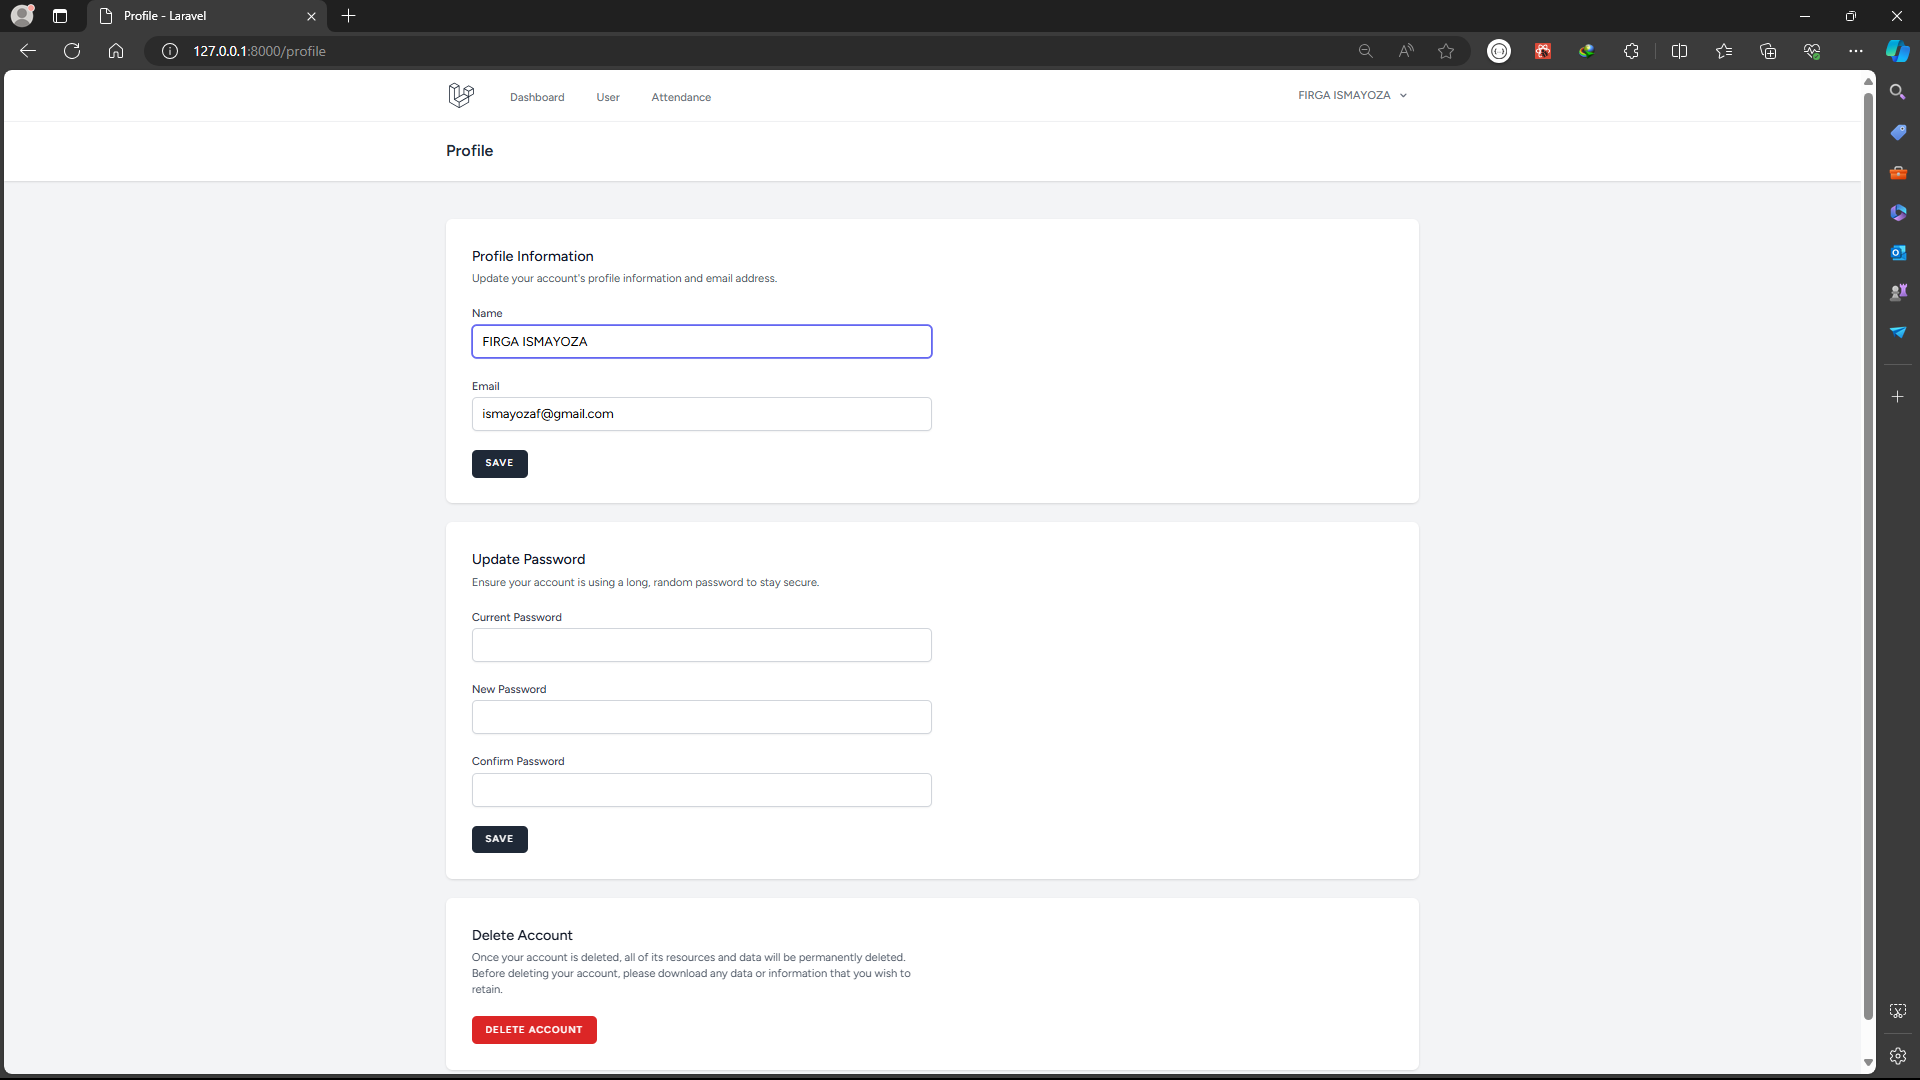 Profile - Laravel
127.0.0.1:8000/profile
Dashboard User Attendance FIRGA ISMAYOZA
Profile
Profile Information
Update your account's profile information and email address.
Name
FIRGA ISMAYOZA
Email
ismayozaf@gmail.com
SAVE
Update Password
Ensure your account is using a long, random password to stay secure.
Current Password
New Password
Confirm Password
SAVE
Delete Account
Once your account is deleted, all of its resources and data will be permanently deleted.
Before deleting your account, please download any data or information that you wish to
retain.
DELETE ACCOUNT